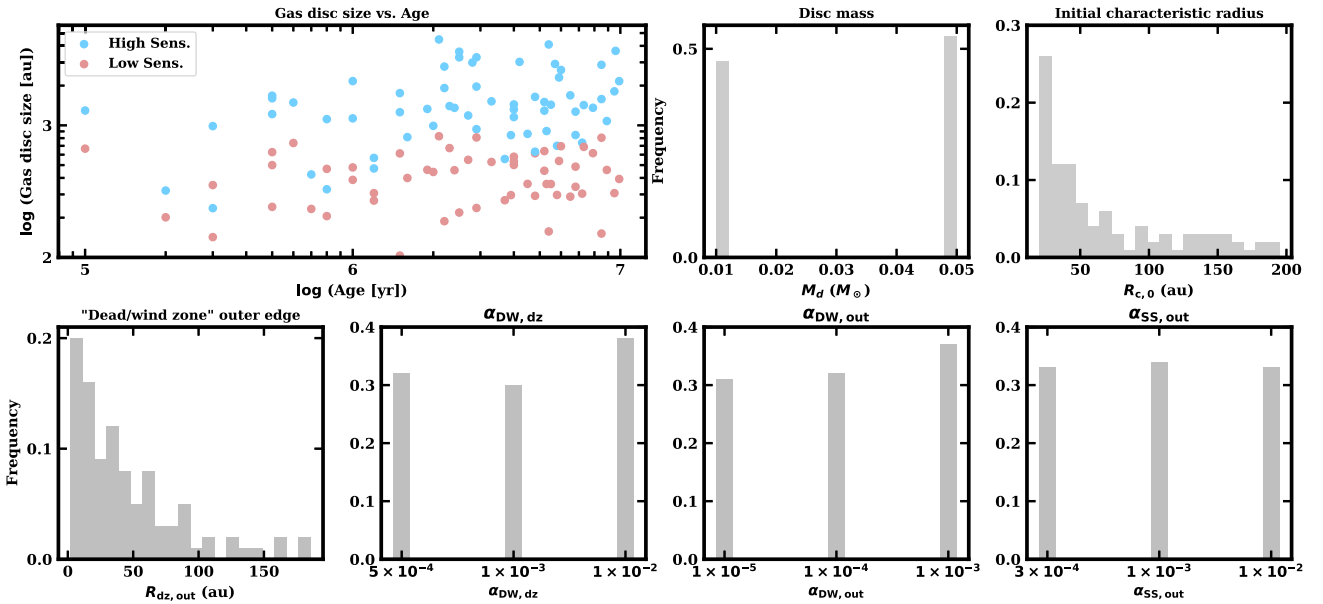 Gas disc size vs. Age
High Sens.
Low Sens.
log (Gas disc size [au])
3
2
5
6
7
log (Age [yr])
Disc mass
Frequency
0.5
0.0
0.01
0.02
0.03
0.04
0.05
M_d (M_⊙)
Initial characteristic radius
0.3
0.2
0.1
0.0
50
100
150
200
R_c,0 (au)
"Dead/wind zone" outer edge
Frequency
0.2
0.1
0.0
0
50
100
150
R_dz,out (au)
α_DW,dz
0.4
0.3
0.2
0.1
0.0
5 × 10⁻⁴
1 × 10⁻³
1 × 10⁻²
α_DW,dz
α_DW,out
0.4
0.3
0.2
0.1
0.0
1 × 10⁻⁵
1 × 10⁻⁴
1 × 10⁻³
α_DW,out
α_SS,out
0.4
0.3
0.2
0.1
0.0
3 × 10⁻⁴
1 × 10⁻³
1 × 10⁻²
α_SS,out